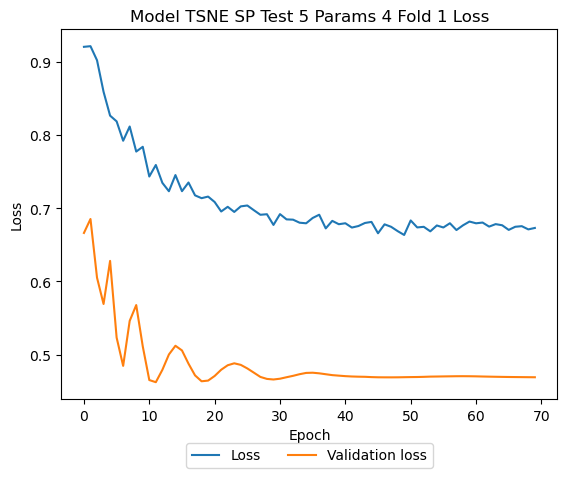 Model TSNE SP Test 5 Params 4 Fold 1 Loss
0.9
0.8
0.7
0.6
0.5
Loss
0 10 20 30 40 50 60 70
Epoch
Loss Validation loss